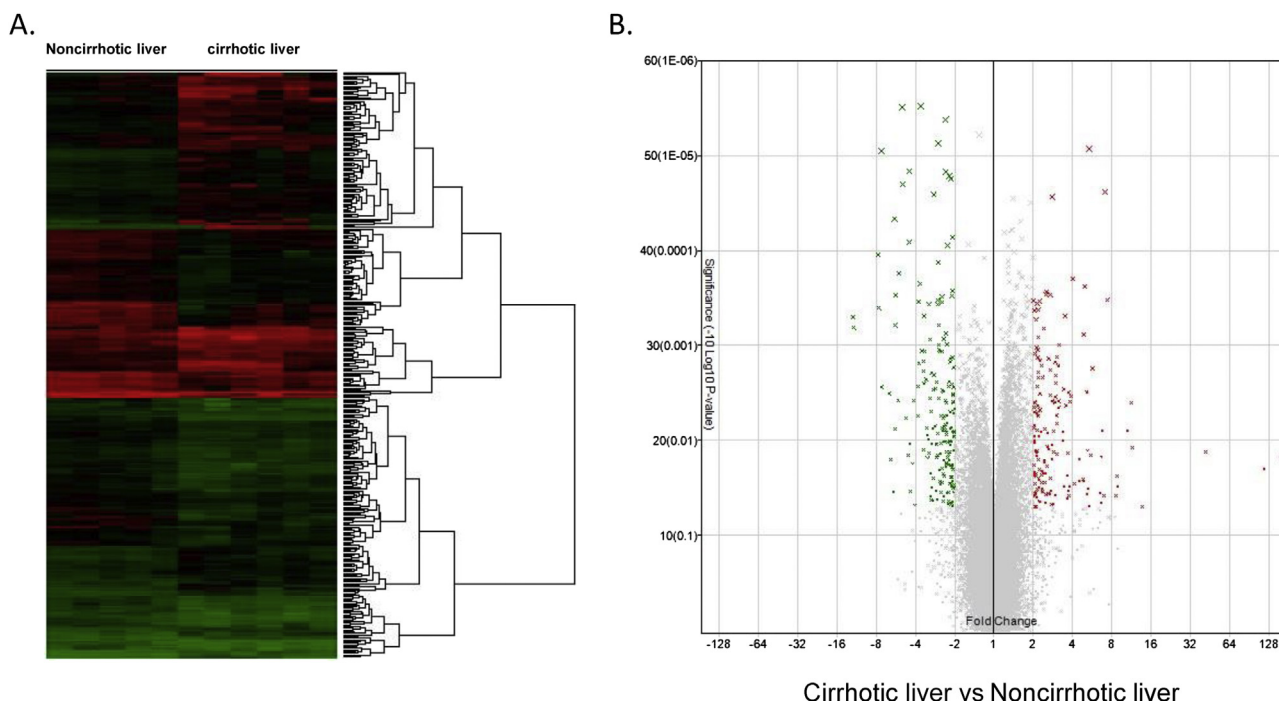 A.
Noncirrhotic liver cirrhotic liver
B.
60(1E-06)
50(1E-05)
40(0.0001)
30(0.001)
20(0.01)
10(0.1)
Significance (-10 Log10 P-value)
Fold Change
-128 -64 -32 -16 -8 -4 -2 1 2 4 8 16 32 64 128
Cirrhotic liver vs Noncirrhotic liver